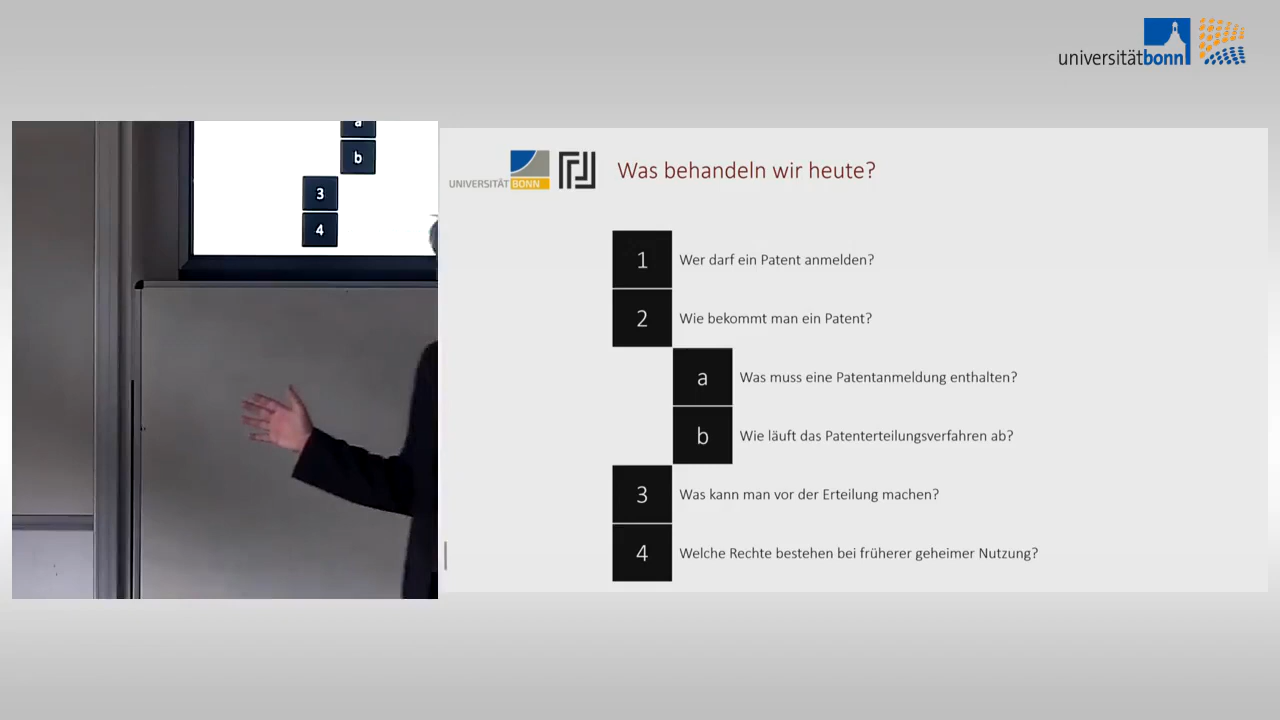 universitätbonn
a
b
3
4
UNIVERSITÄT BONN
Was behandeln wir heute?
1 Wer darf ein Patent anmelden?
2 Wie bekommt man ein Patent?
a Was muss eine Patentanmeldung enthalten?
b Wie läuft das Patenterteilungsverfahren ab?
3 Was kann man vor der Erteilung machen?
4 Welche Rechte bestehen bei früherer geheimer Nutzung?